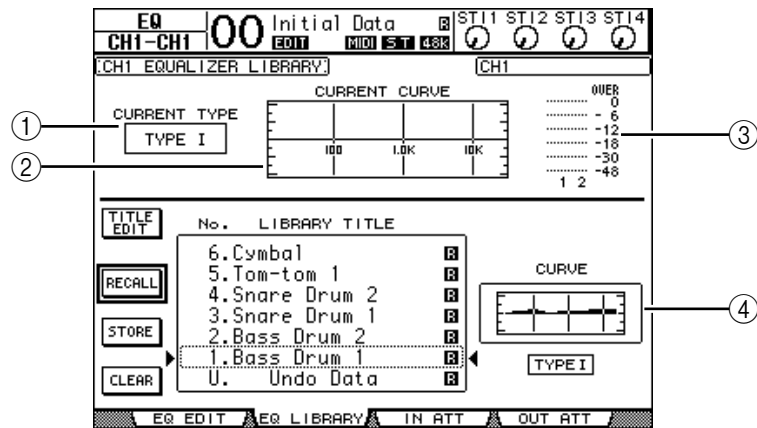 EQ
CH1-CH1
00
Initial Data R
EDIT MIDI ST 48K
STI1 STI2 STI3 STI4
CH1 EQUALIZER LIBRARY
CH1
CURRENT TYPE
TYPE I
CURRENT CURVE
100 1.0K 10K
OVER
0
- 6
-12
-18
-30
-48
1 2
①
②
③
④
TITLE EDIT
RECALL
STORE
CLEAR
No. LIBRARY TITLE
6.Cymbal R
5.Tom-tom 1 R
4.Snare Drum 2 R
3.Snare Drum 1 R
2.Bass Drum 2 R
1.Bass Drum 1 R
U. Undo Data R
CURVE
TYPE I
EQ EDIT
EQ LIBRARY
IN ATT
OUT ATT